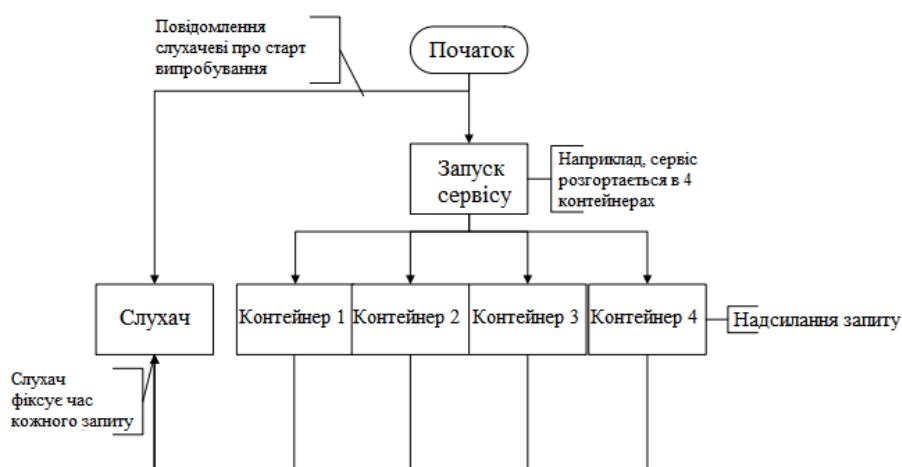 Повідомлення
слухачеві про старт
випробування
Початок
Запуск
сервісу
Наприклад, сервіс
розгортається в 4
контейнерах
Слухач
Контейнер 1
Контейнер 2
Контейнер 3
Контейнер 4
Надсилання запиту
Слухач
фіксує час
кожного запиту